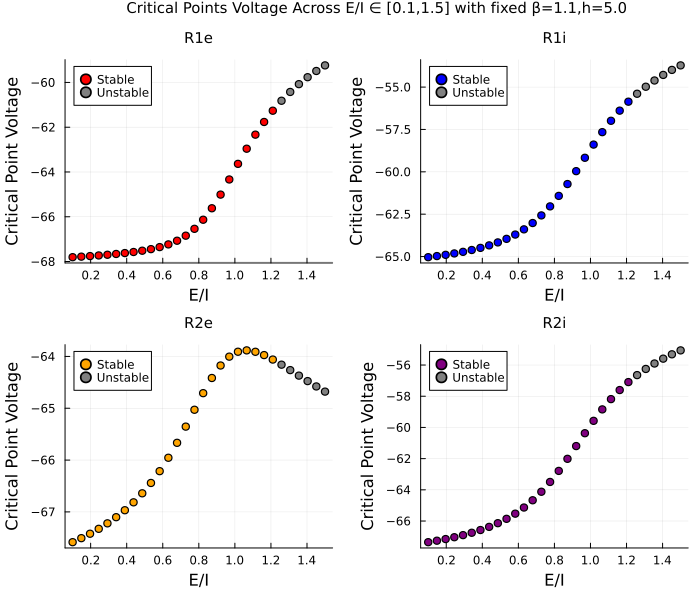 Critical Points Voltage Across E/I ∈ [0.1,1.5] with fixed β=1.1,h=5.0
R1e
Critical Point Voltage
−60
−62
−64
−66
−68
Stable
Unstable
0.2 0.4 0.6 0.8 1.0 1.2 1.4
E/I
R1i
Critical Point Voltage
−55.0
−57.5
−60.0
−62.5
−65.0
Stable
Unstable
0.2 0.4 0.6 0.8 1.0 1.2 1.4
E/I
R2e
Critical Point Voltage
−64
−65
−66
−67
Stable
Unstable
0.2 0.4 0.6 0.8 1.0 1.2 1.4
E/I
R2i
Critical Point Voltage
−56
−58
−60
−62
−64
−66
Stable
Unstable
0.2 0.4 0.6 0.8 1.0 1.2 1.4
E/I